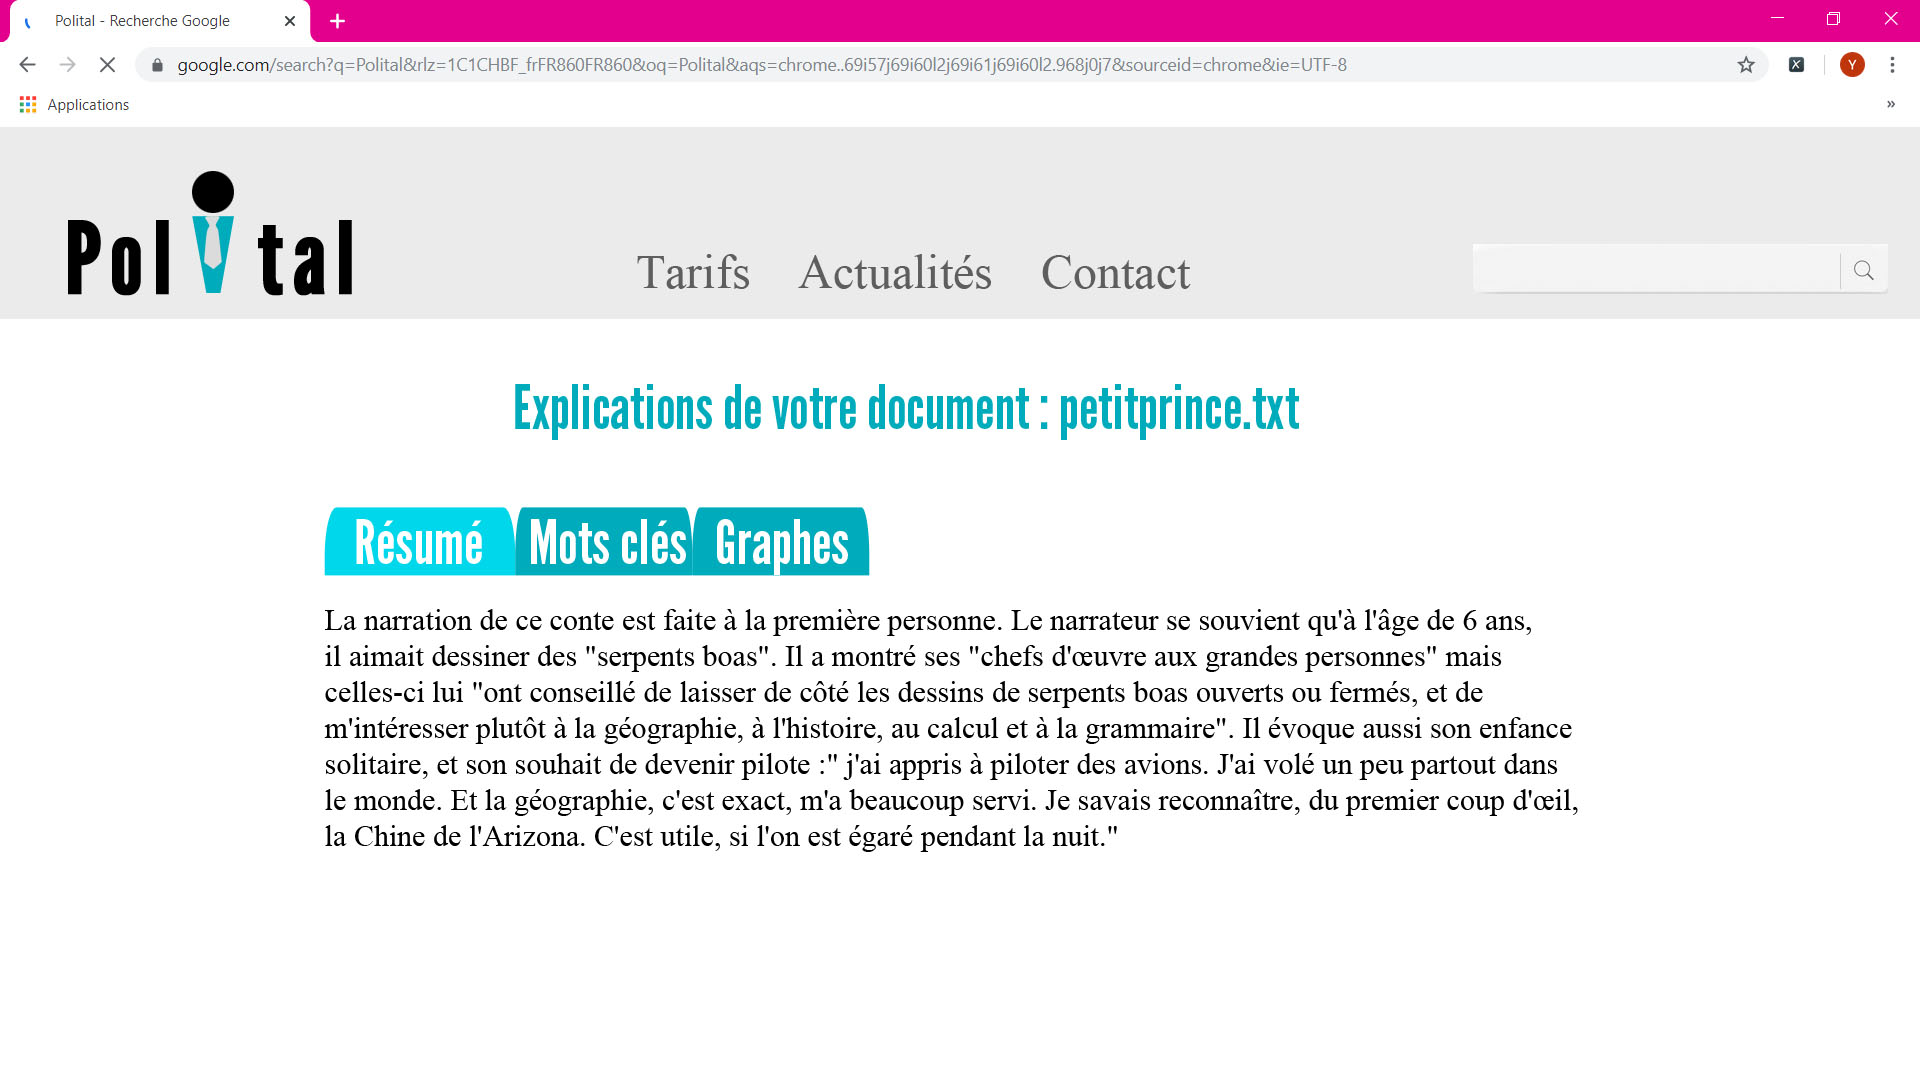 Polital - Recherche Google
google.com/search?q=Polital&rlz=1C1CHBF_frFR860FR860&oq=Polital&aqs=chrome..69i57j69i60l2j69i61j69i60l2.968j0j7&sourceid=chrome&ie=UTF-8
Y
Applications
»
Polital
Tarifs Actualités Contact
Explications de votre document : petitprince.txt
Résumé Mots clés Graphes
La narration de ce conte est faite à la première personne. Le narrateur se souvient qu'à l'âge de 6 ans,
il aimait dessiner des "serpents boas". Il a montré ses "chefs d'œuvre aux grandes personnes" mais
celles-ci lui "ont conseillé de laisser de côté les dessins de serpents boas ouverts ou fermés, et de
m'intéresser plutôt à la géographie, à l'histoire, au calcul et à la grammaire". Il évoque aussi son enfance
solitaire, et son souhait de devenir pilote :" j'ai appris à piloter des avions. J'ai volé un peu partout dans
le monde. Et la géographie, c'est exact, m'a beaucoup servi. Je savais reconnaître, du premier coup d'œil,
la Chine de l'Arizona. C'est utile, si l'on est égaré pendant la nuit."